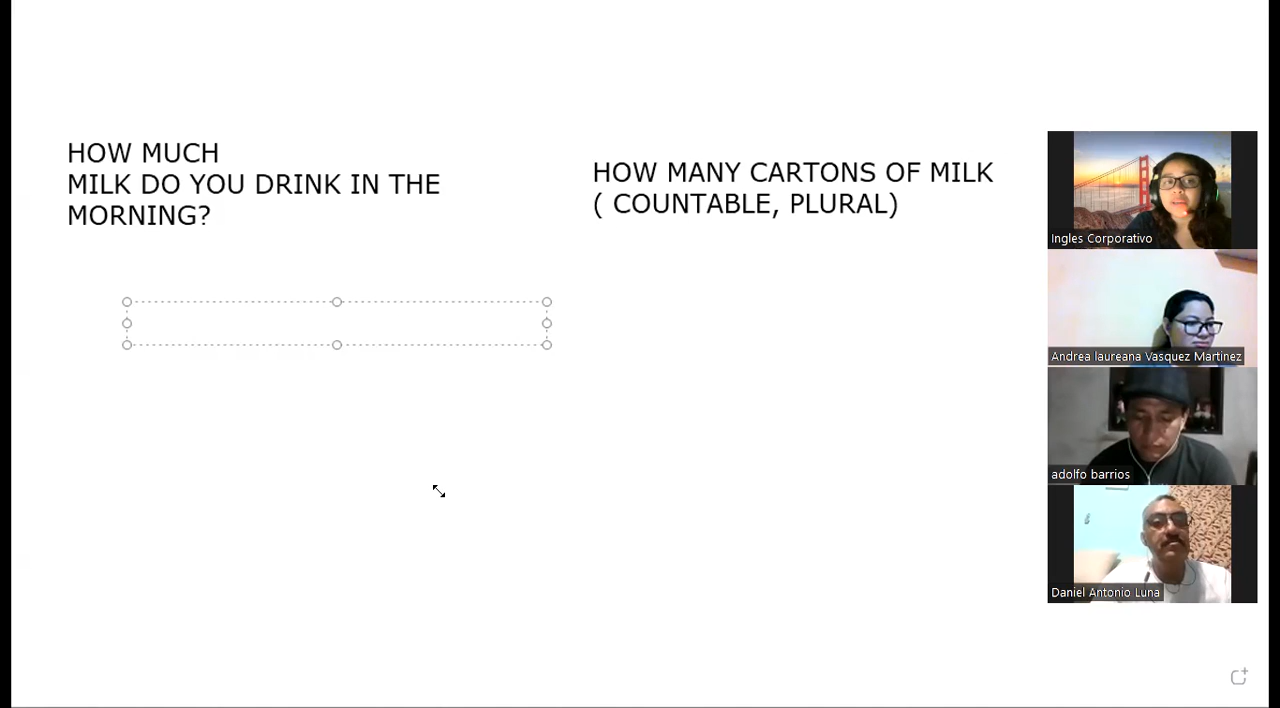 HOW MUCH
MILK DO YOU DRINK IN THE
MORNING?
HOW MANY CARTONS OF MILK
( COUNTABLE, PLURAL)
Ingles Corporativo
Andrea laureana Vasquez Martinez
adolfo barrios
Daniel Antonio Luna